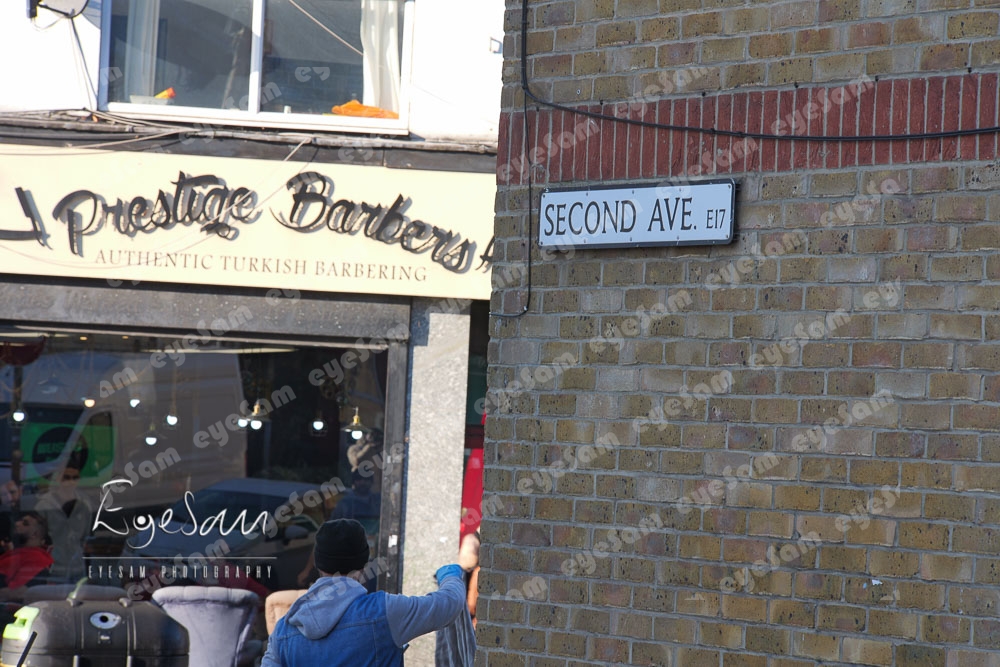 Prestige Barbers
AUTHENTIC TURKISH BARBERING
SECOND AVE. E17
EyeSam
EYESAM PHOTOGRAPHY